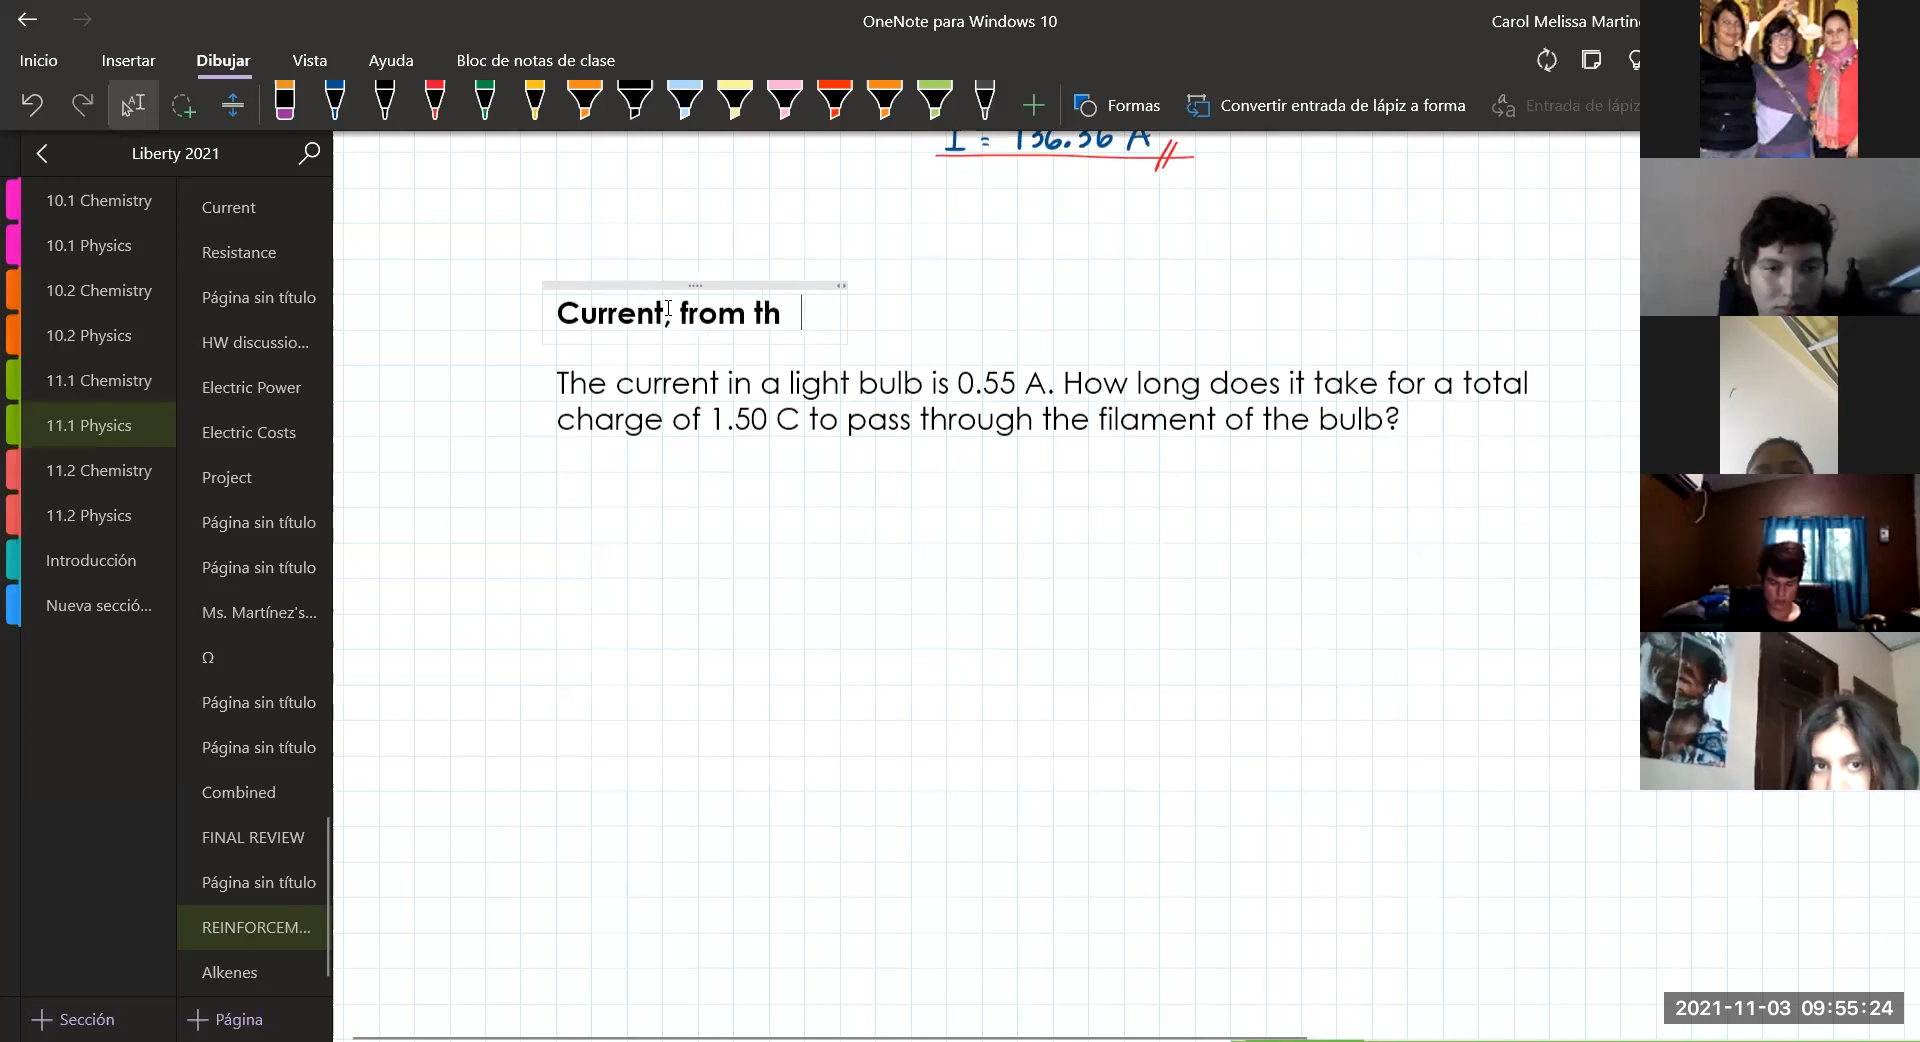 OneNote para Windows 10
Carol Melissa Martin
Inicio
Insertar
Dibujar
Vista
Ayuda
Bloc de notas de clase
Formas
Convertir entrada de lápiz a forma
Entrada de lápiz
Liberty 2021
10.1 Chemistry
10.1 Physics
10.2 Chemistry
10.2 Physics
11.1 Chemistry
11.1 Physics
11.2 Chemistry
11.2 Physics
Introducción
Nueva secció...
Sección
Current
Resistance
Página sin título
HW discussio...
Electric Power
Electric Costs
Project
Página sin título
Página sin título
Ms. Martínez's...
Ω
Página sin título
Página sin título
Combined
FINAL REVIEW
Página sin título
REINFORCEM...
Alkenes
Página
I = 136.36 A
Current, from th
The current in a light bulb is 0.55 A. How long does it take for a total
charge of 1.50 C to pass through the filament of the bulb?
2021-11-03 09:55:24